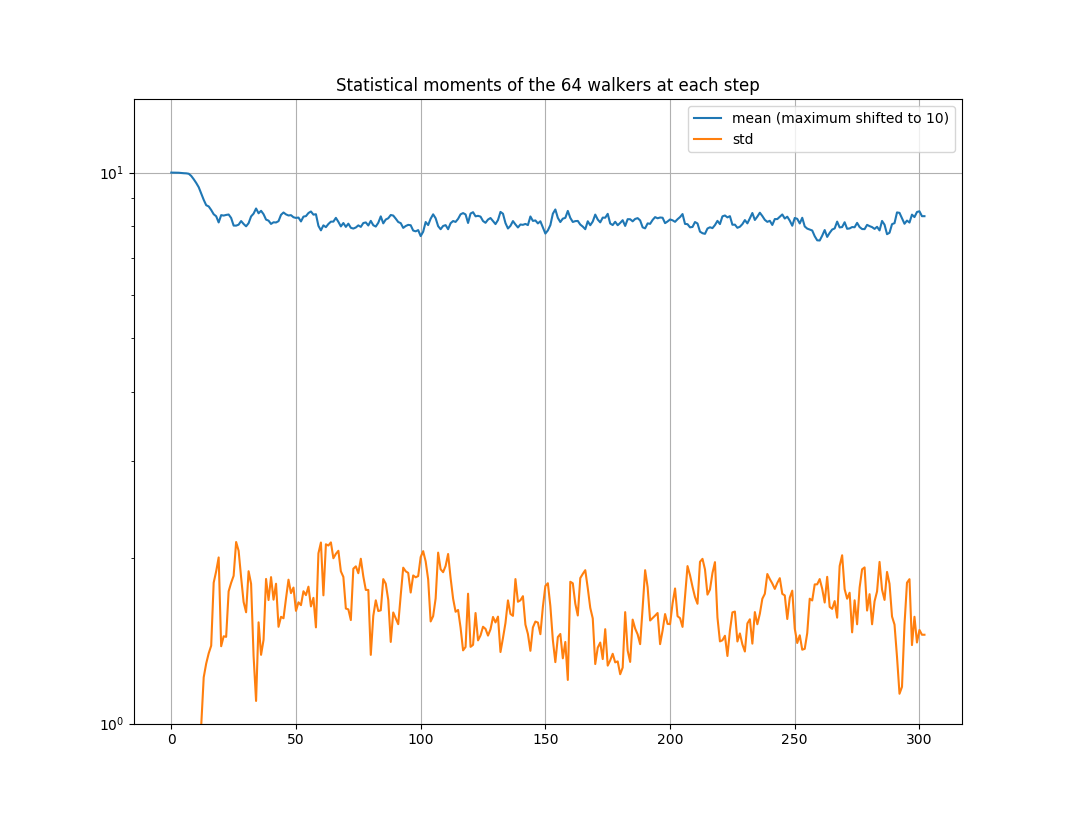 Statistical moments of the 64 walkers at each step
mean (maximum shifted to 10)
std
10¹
10⁰
0 50 100 150 200 250 300